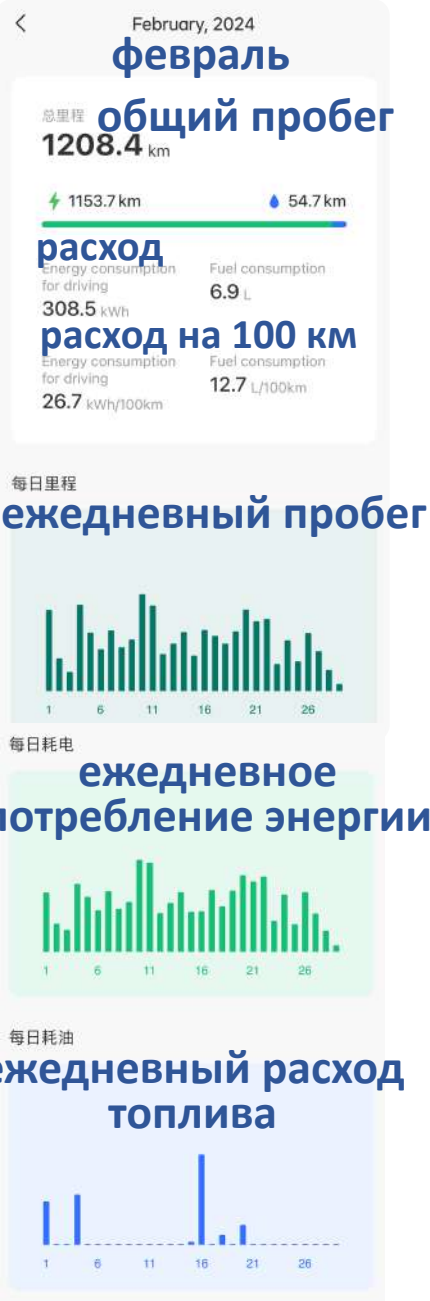 February, 2024
февраль
总里程
общий пробег
1208.4 km
1153.7 km 54.7 km
расход
Energy consumption for driving
308.5 kWh
Fuel consumption
6.9 L
расход на 100 км
Energy consumption
for driving
26.7 kWh/100km
Fuel consumption
12.7 L/100km
每日里程
ежедневный пробег
1 6 11 16 21 26
每日耗电
ежедневное
потребление энергии
1 6 11 16 21 26
每日耗油
ежедневный расход
топлива
1 6 11 16 21 26